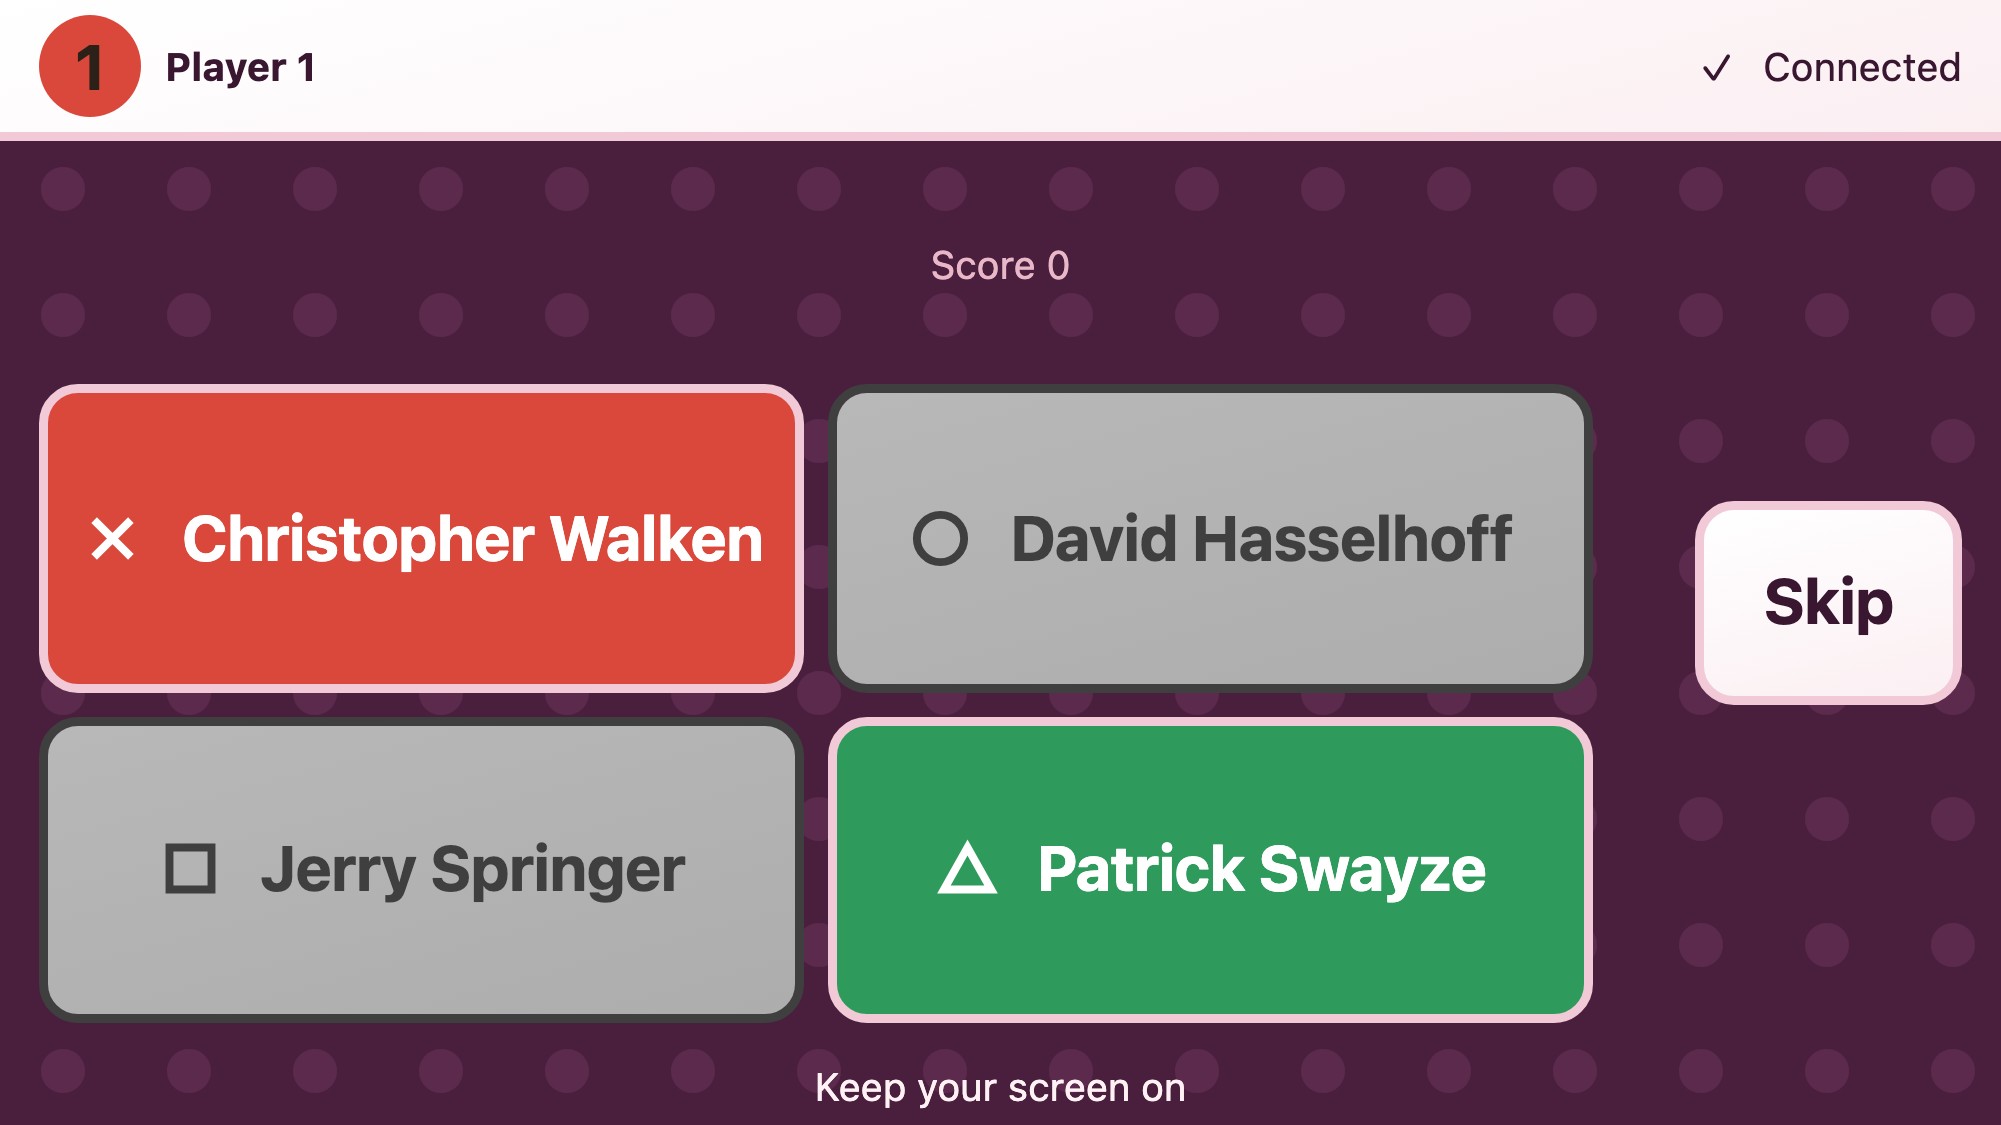 1 Player 1
Connected
Score 0
Christopher Walken
David Hasselhoff
Skip
Jerry Springer
Patrick Swayze
Keep your screen on